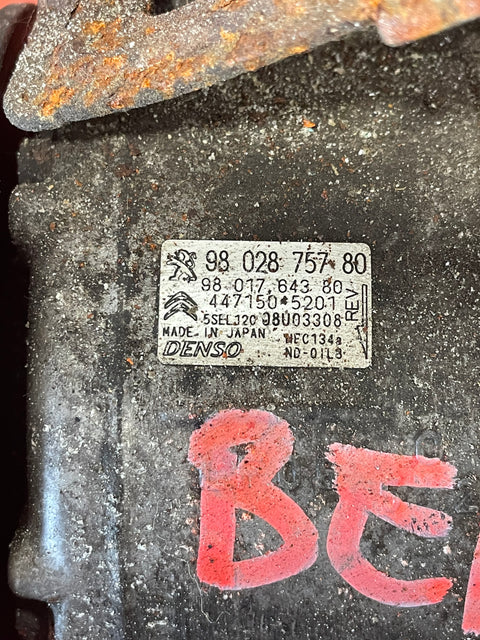 98 028 757 80
98 017 643 80
447150-5201
5SEL12C 08U03308
REV
MADE IN JAPAN HFC134a
DENSO ND-OIL8
BE